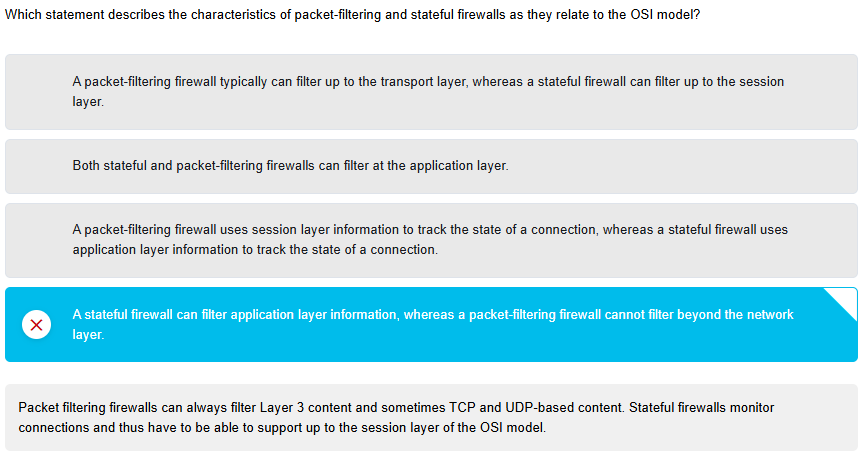 Which statement describes the characteristics of packet-filtering and stateful firewalls as they relate to the OSI model?
A packet-filtering firewall typically can filter up to the transport layer, whereas a stateful firewall can filter up to the session
layer.
Both stateful and packet-filtering firewalls can filter at the application layer.
A packet-filtering firewall uses session layer information to track the state of a connection, whereas a stateful firewall uses
application layer information to track the state of a connection.
A stateful firewall can filter application layer information, whereas a packet-filtering firewall cannot filter beyond the network
layer.
Packet filtering firewalls can always filter Layer 3 content and sometimes TCP and UDP-based content. Stateful firewalls monitor
connections and thus have to be able to support up to the session layer of the OSI model.